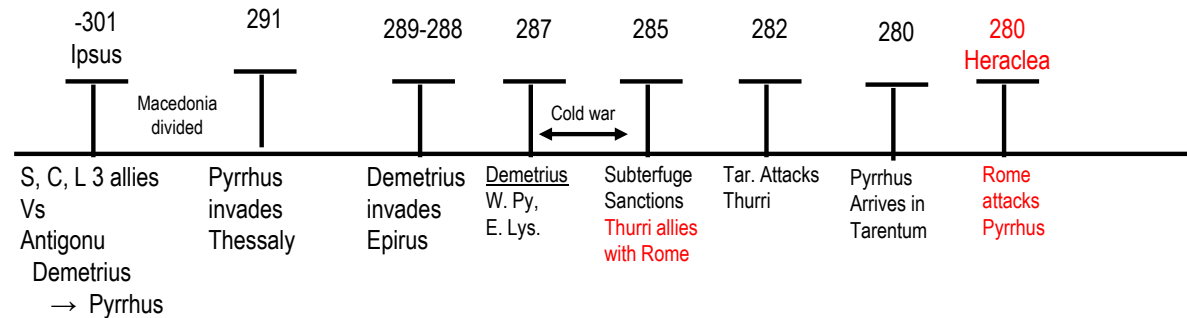 -301
Ipsus
291
289-288
287
285
282
280
280
Heraclea
Macedonia
divided
Cold war
S, C, L 3 allies
Vs
Antigonu
Demetrius
→ Pyrrhus
Pyrrhus
invades
Thessaly
Demetrius
invades
Epirus
Demetrius
W. Py,
E. Lys.
Subterfuge
Sanctions
Thurri allies
with Rome
Tar. Attacks
Thurri
Pyrrhus
Arrives in
Tarentum
Rome
attacks
Pyrrhus